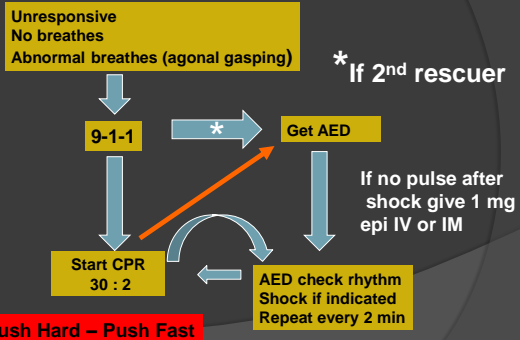 Unresponsive
No breathes
Abnormal breathes (agonal gasping)
*If 2nd rescuer
9-1-1
*
Get AED
If no pulse after
shock give 1 mg
epi IV or IM
Start CPR
30 : 2
AED check rhythm
Shock if indicated
Repeat every 2 min
ush Hard – Push Fast